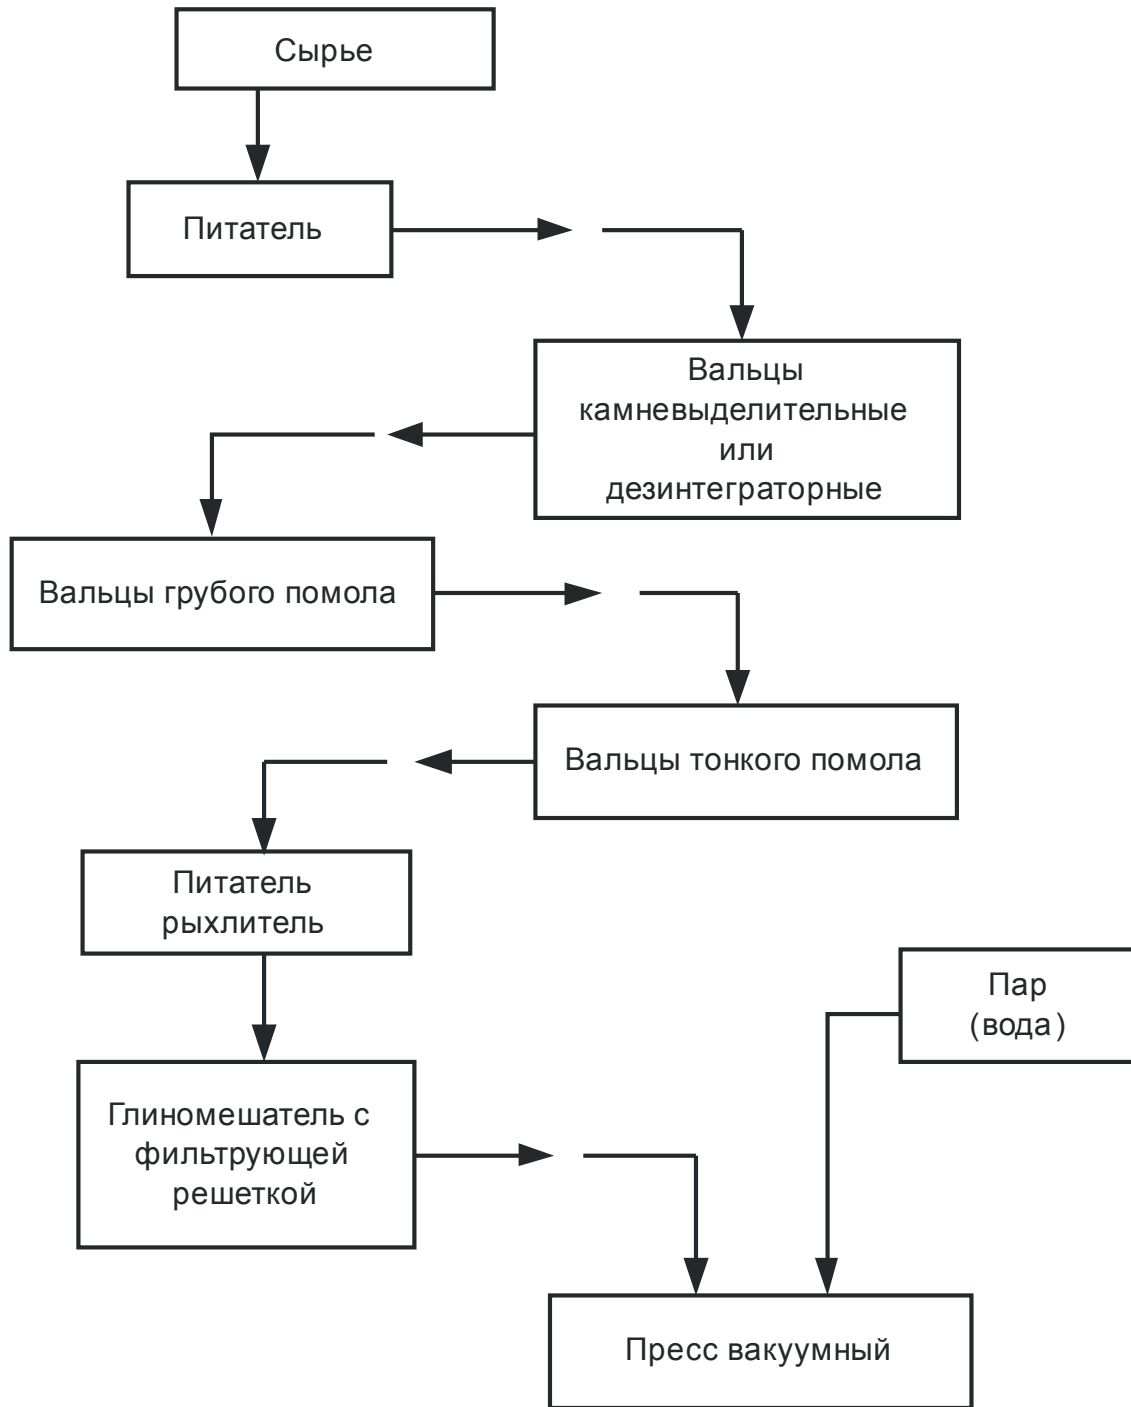 Сырье
Питатель
Вальцы
камневыделительные
или
дезинтеграторные
Вальцы грубого помола
Вальцы тонкого помола
Питатель
рыхлитель
Пар
(вода)
Глиномешатель с
фильтрующей
решеткой
Пресс вакуумный